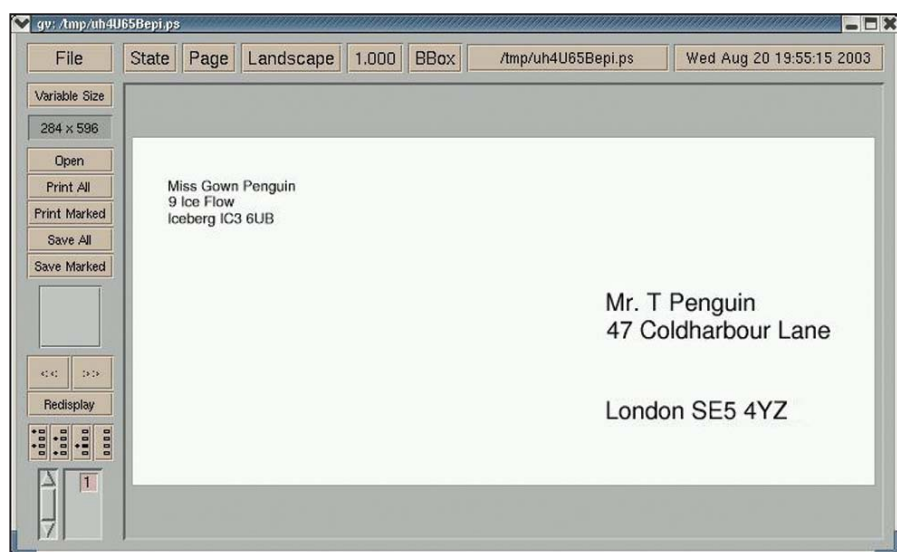 gv: /tmp/uh4U65Bepi.ps
File State Page Landscape 1.000 BBox /tmp/uh4U65Bepi.ps Wed Aug 20 19:55:15 2003
Variable Size
284 x 596
Open
Print All
Print Marked
Save All
Save Marked
<< >>
Redisplay
1
Miss Gown Penguin
9 Ice Flow
Iceberg IC3 6UB
Mr. T Penguin
47 Coldharbour Lane
London SE5 4YZ